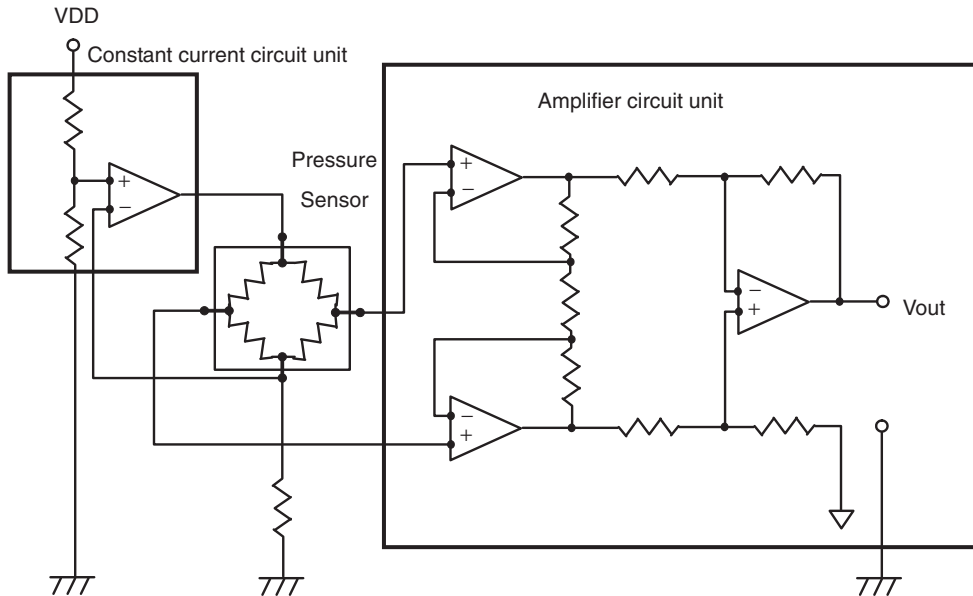 VDD
Constant current circuit unit
Amplifier circuit unit
Pressure
Sensor
+
−
+
−
−
+
−
+
Vout